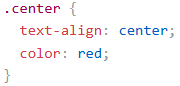 .center {
  text-align: center;
  color: red;
}